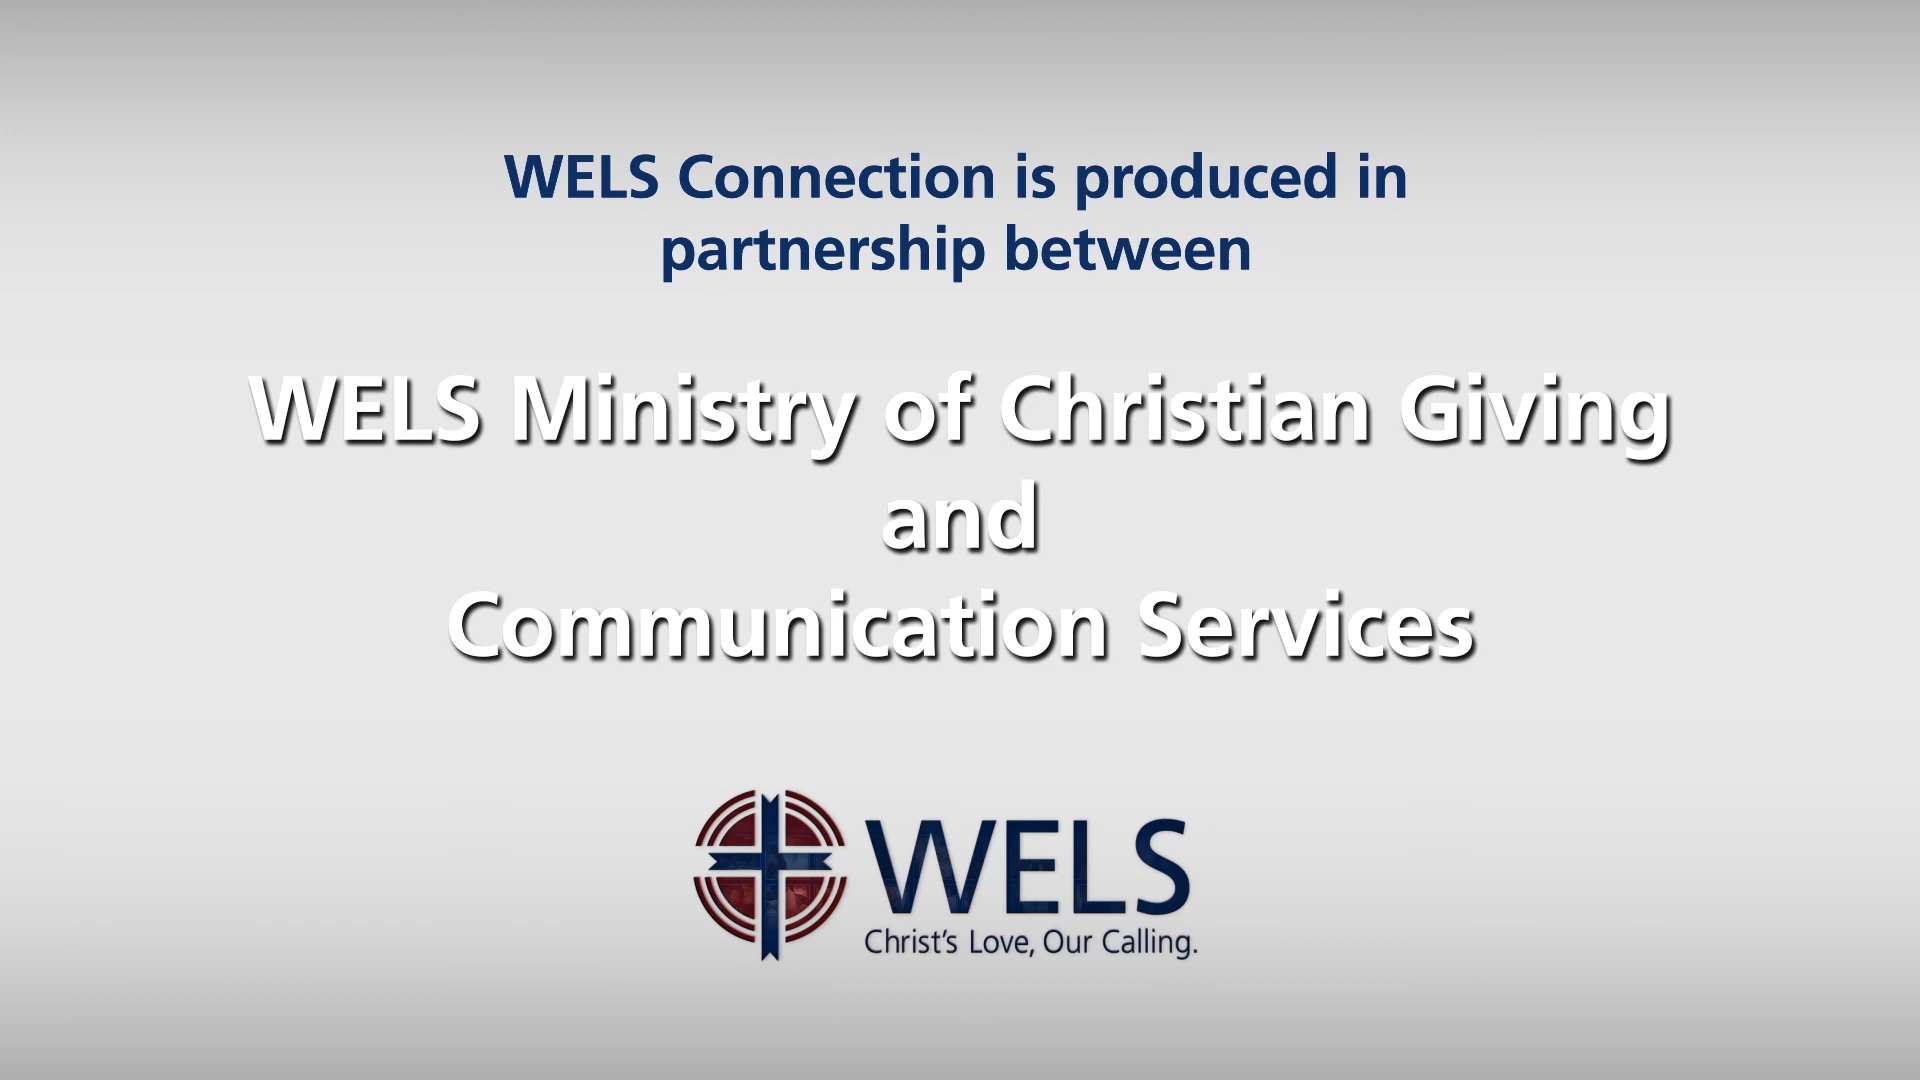 WELS Connection is produced in
partnership between
WELS Ministry of Christian Giving
and
Communication Services
WELS
Christ's Love, Our Calling.